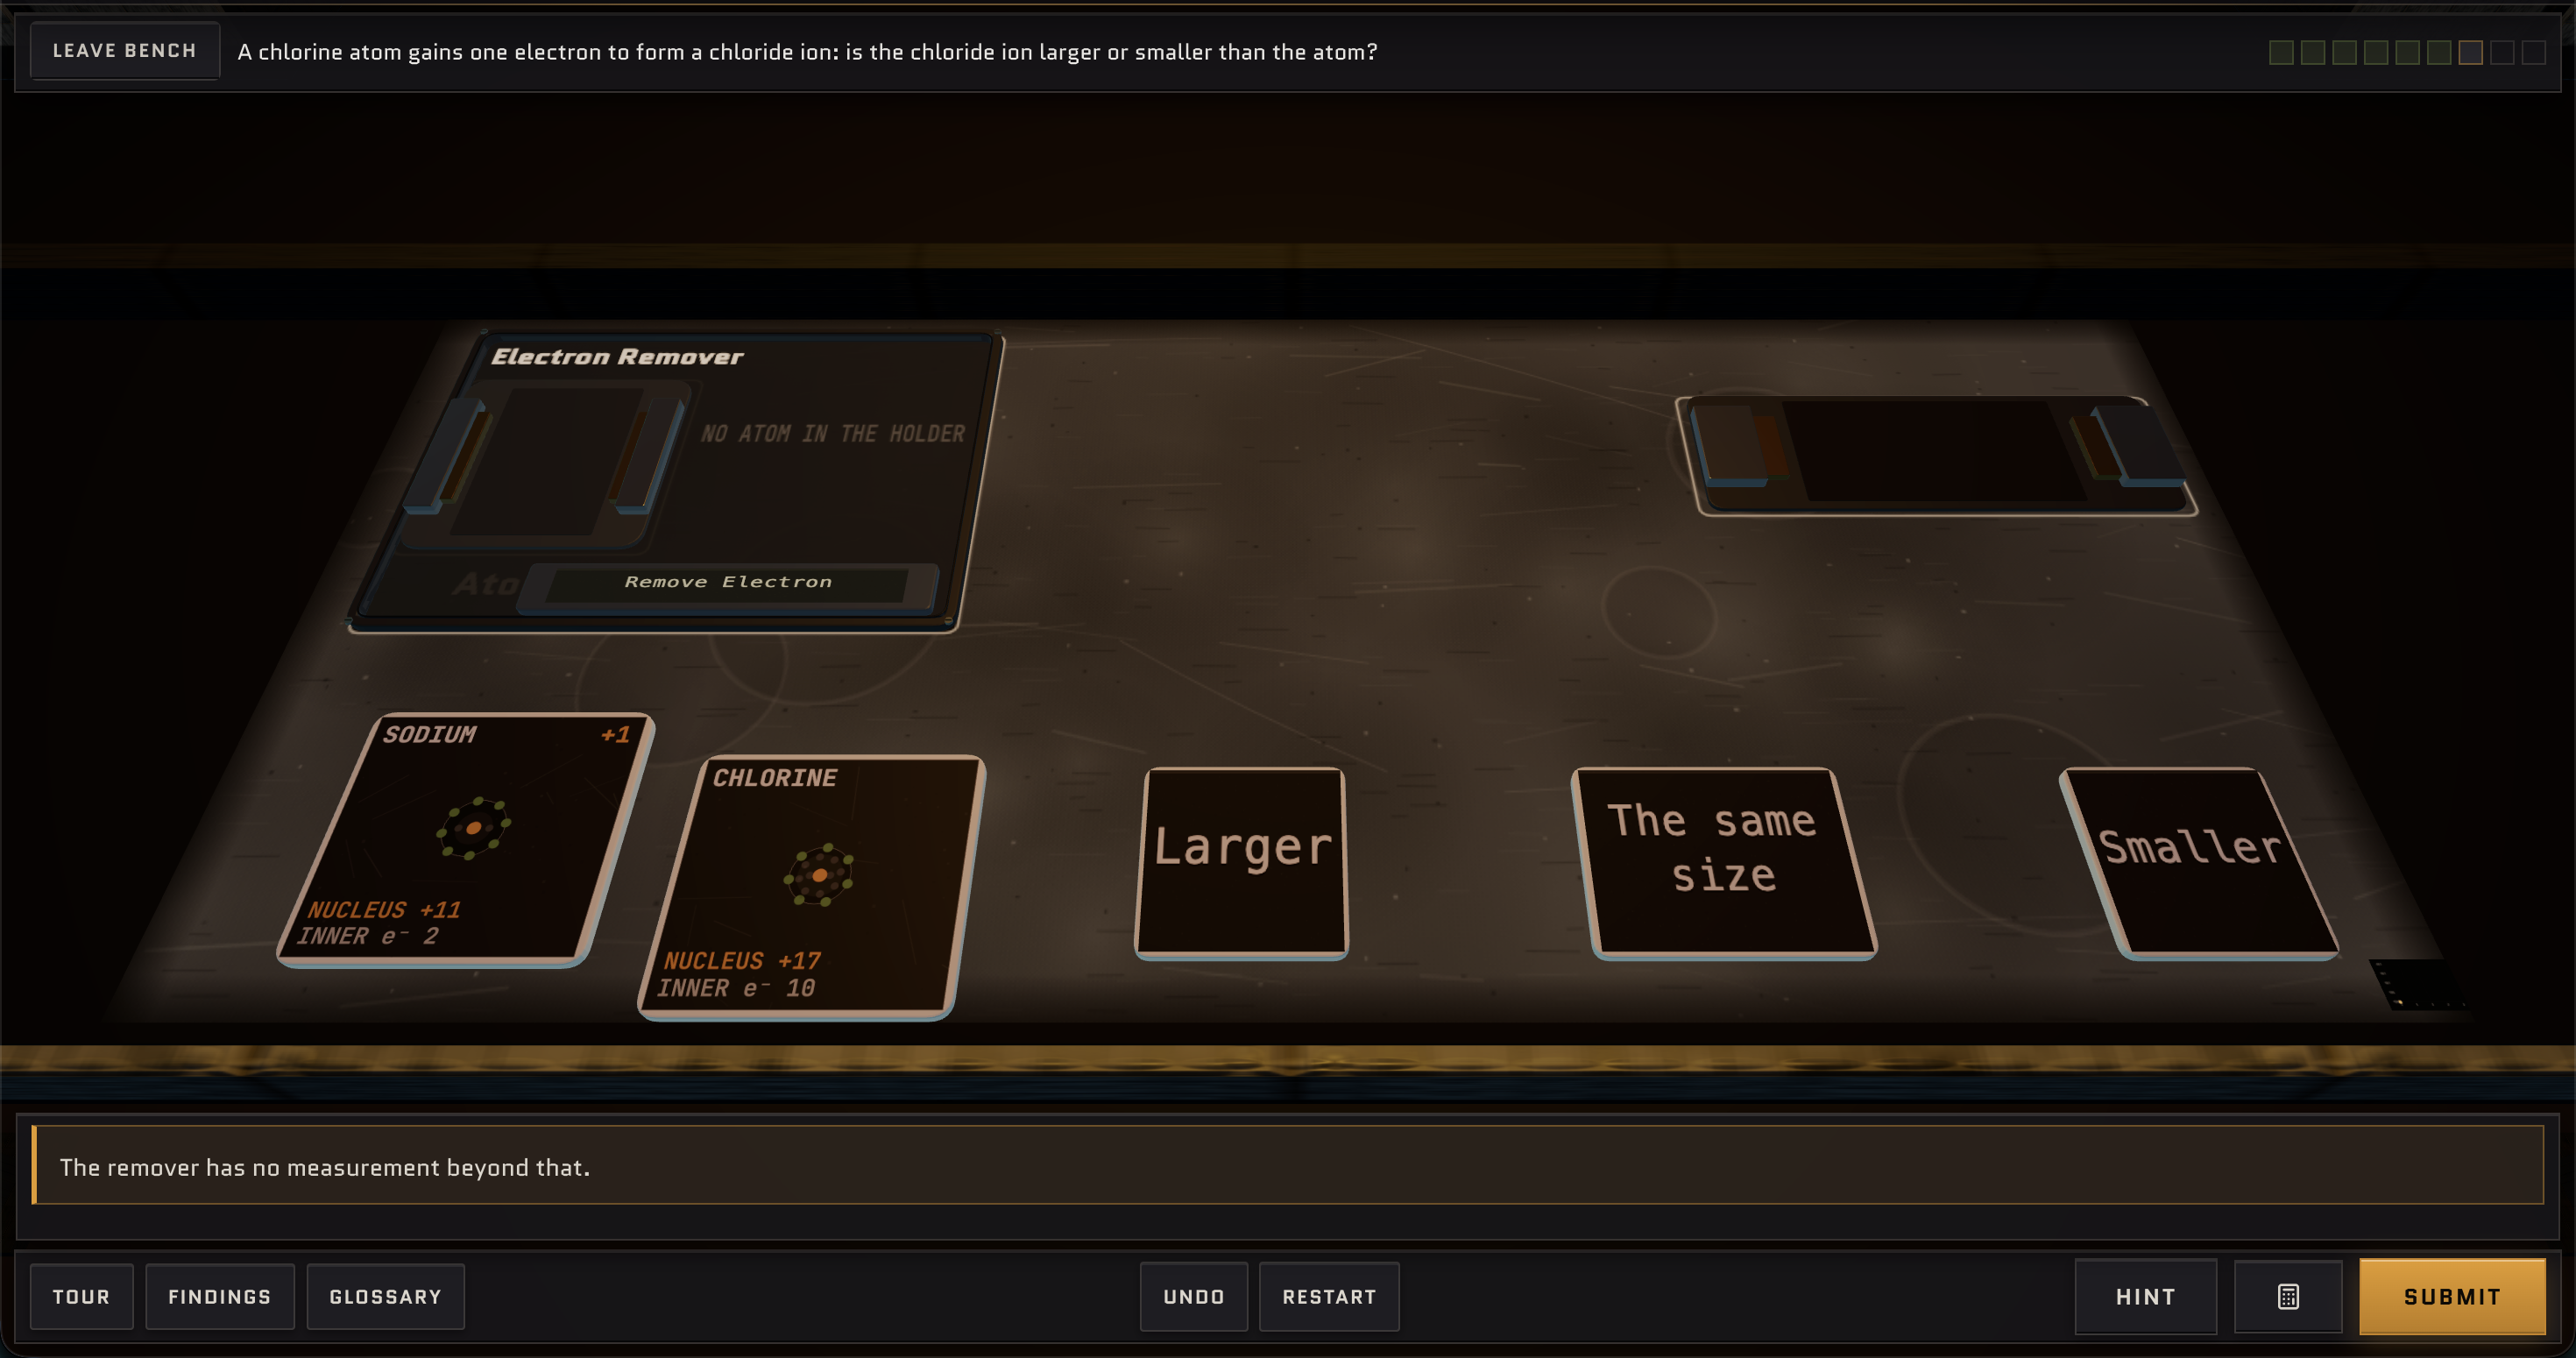 LEAVE BENCH
A chlorine atom gains one electron to form a chloride ion: is the chloride ion larger or smaller than the atom?
Electron Remover
NO ATOM IN THE HOLDER
Remove Electron
SODIUM +1
NUCLEUS +11
INNER e⁻ 2
CHLORINE
NUCLEUS +17
INNER e⁻ 10
Larger
The same
size
Smaller
The remover has no measurement beyond that.
TOUR
FINDINGS
GLOSSARY
UNDO
RESTART
HINT
SUBMIT